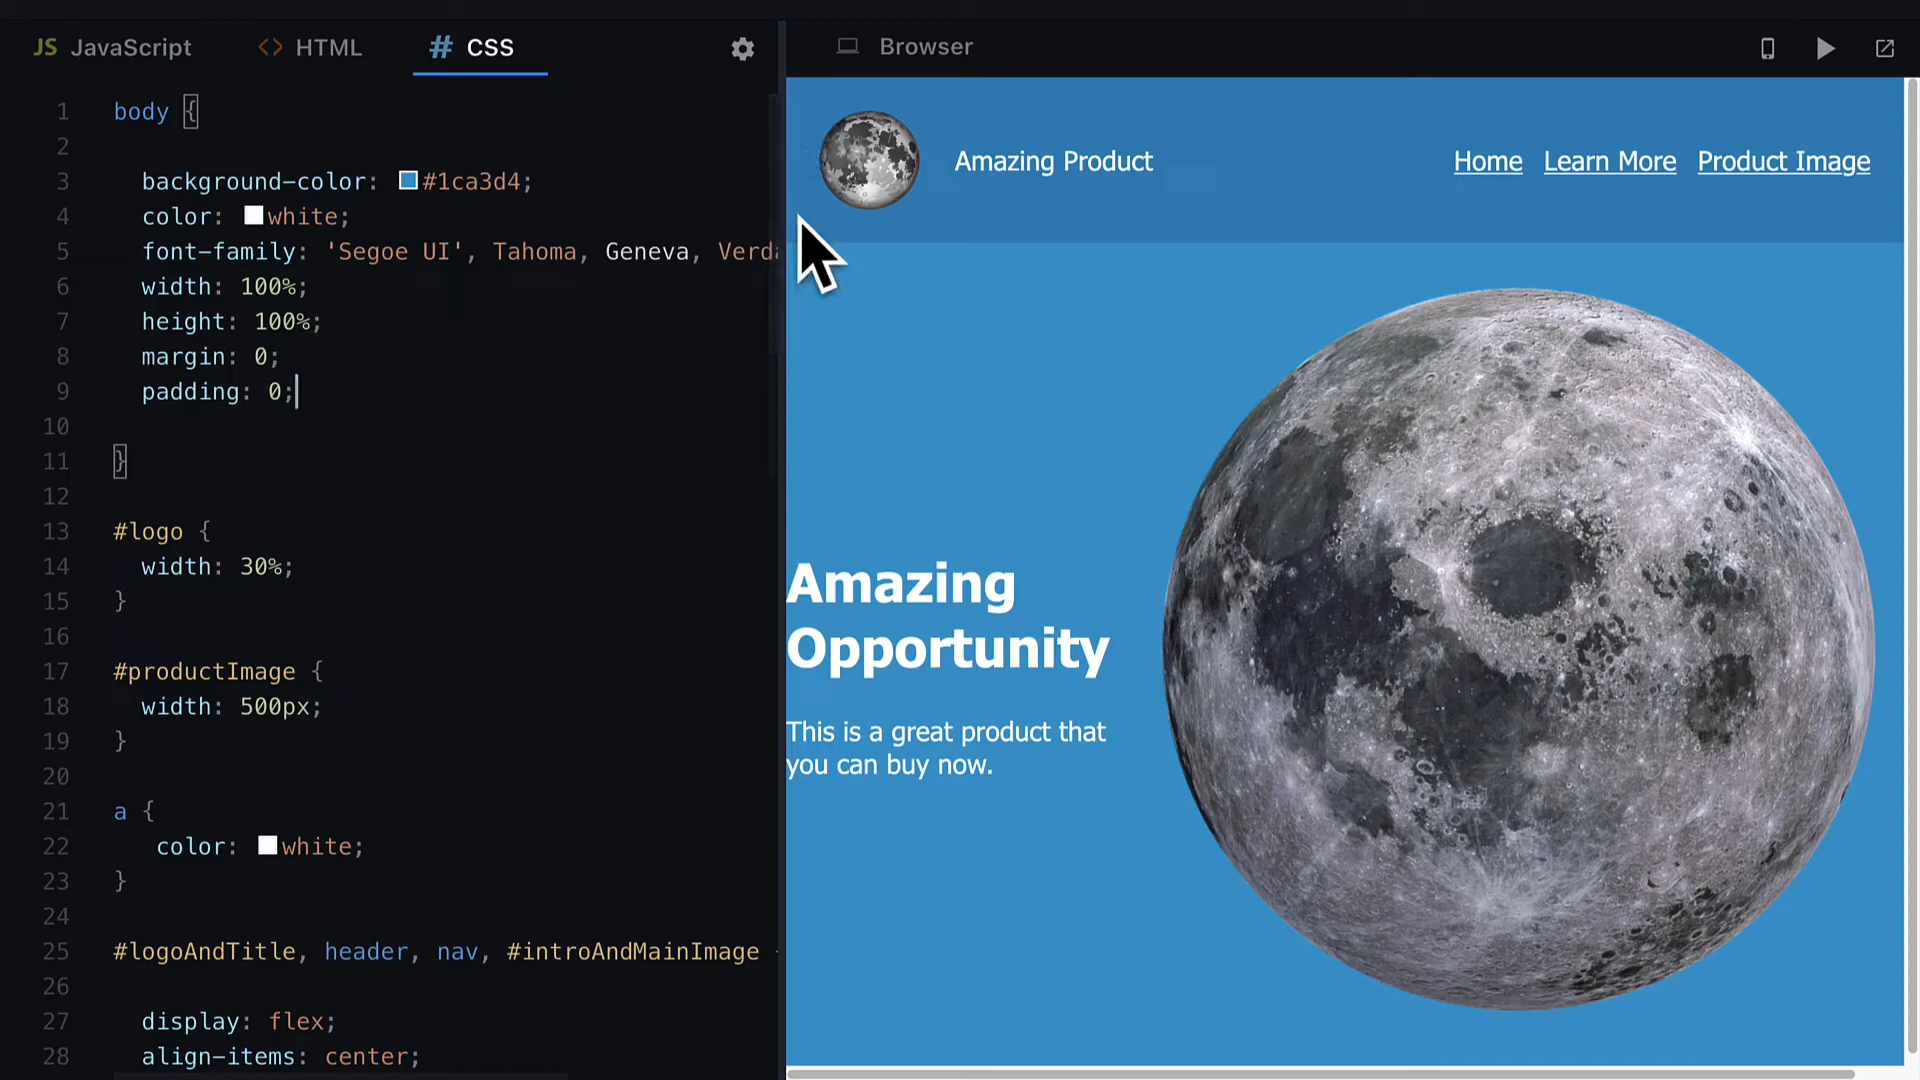 JS JavaScript
<> HTML
# CSS
Browser
1 body {
2
3 background-color: #1ca3d4;
4 color: white;
5 font-family: 'Segoe UI', Tahoma, Geneva, Verda
6 width: 100%;
7 height: 100%;
8 margin: 0;
9 padding: 0;
10
11 }
12
13 #logo {
14 width: 30%;
15 }
16
17 #productImage {
18 width: 500px;
19 }
20
21 a {
22 color: white;
23 }
24
25 #logoAndTitle, header, nav, #introAndMainImage
26
27 display: flex;
28 align-items: center;
Amazing Product
Home Learn More Product Image
Amazing
Opportunity
This is a great product that
you can buy now.